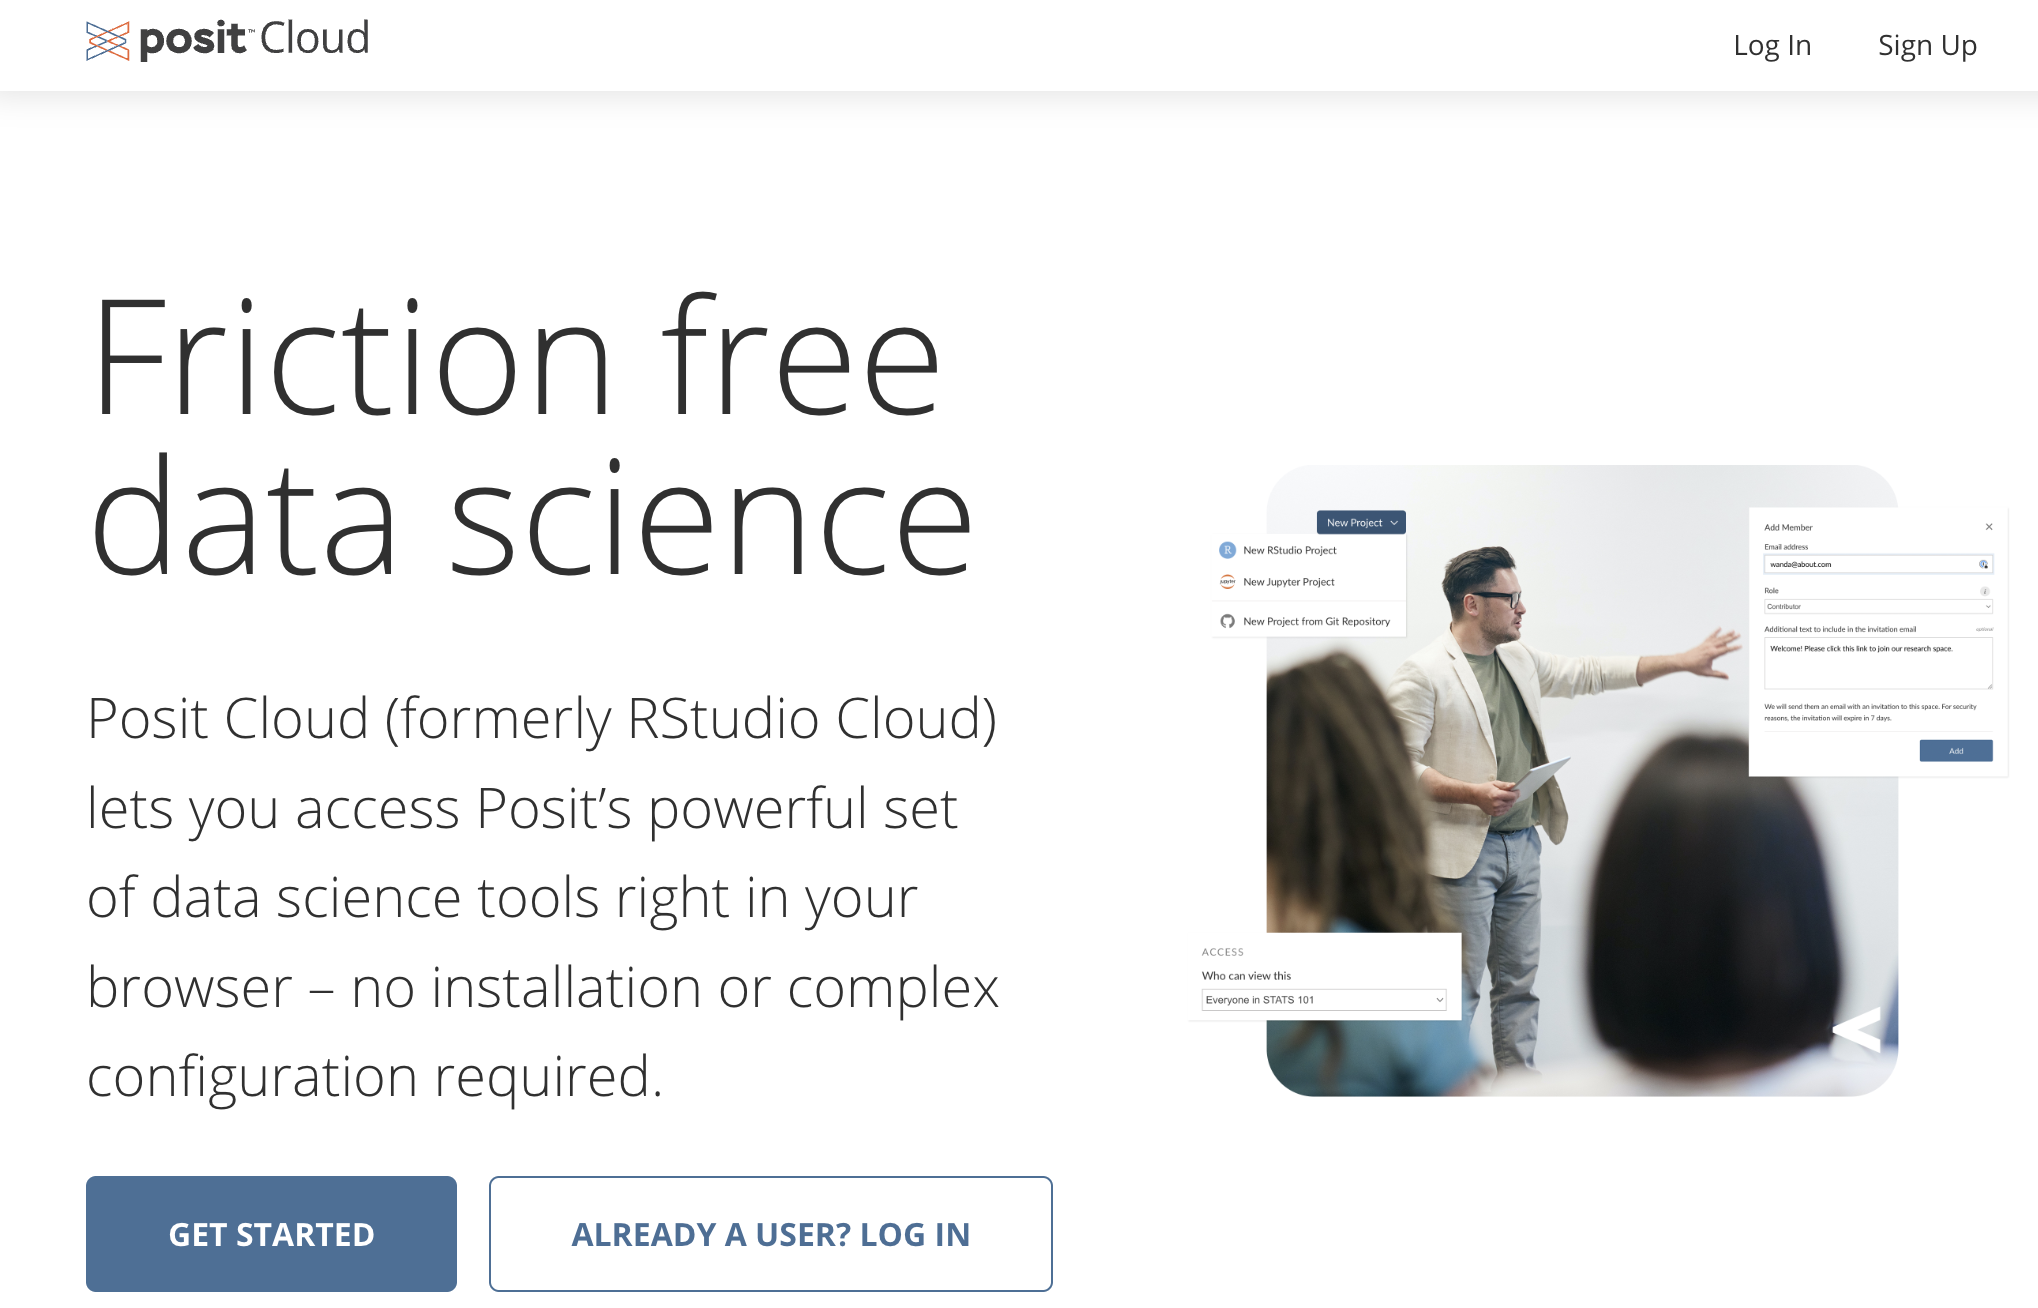 posit™ Cloud
Log In
Sign Up
Friction free
data science
Posit Cloud (formerly RStudio Cloud)
lets you access Posit’s powerful set
of data science tools right in your
browser – no installation or complex
configuration required.
GET STARTED
ALREADY A USER? LOG IN
New Project
R New RStudio Project
jupyter New Jupyter Project
New Project from Git Repository
Add Member
Email address
wanda@about.com
Role
i
Contributor
Additional text to include in the invitation email
optional
Welcome! Please click this link to join our research space.
We will send them an email with an invitation to this space. For security
reasons, the invitation will expire in 7 days.
Add
ACCESS
Who can view this
Everyone in STATS 101
<